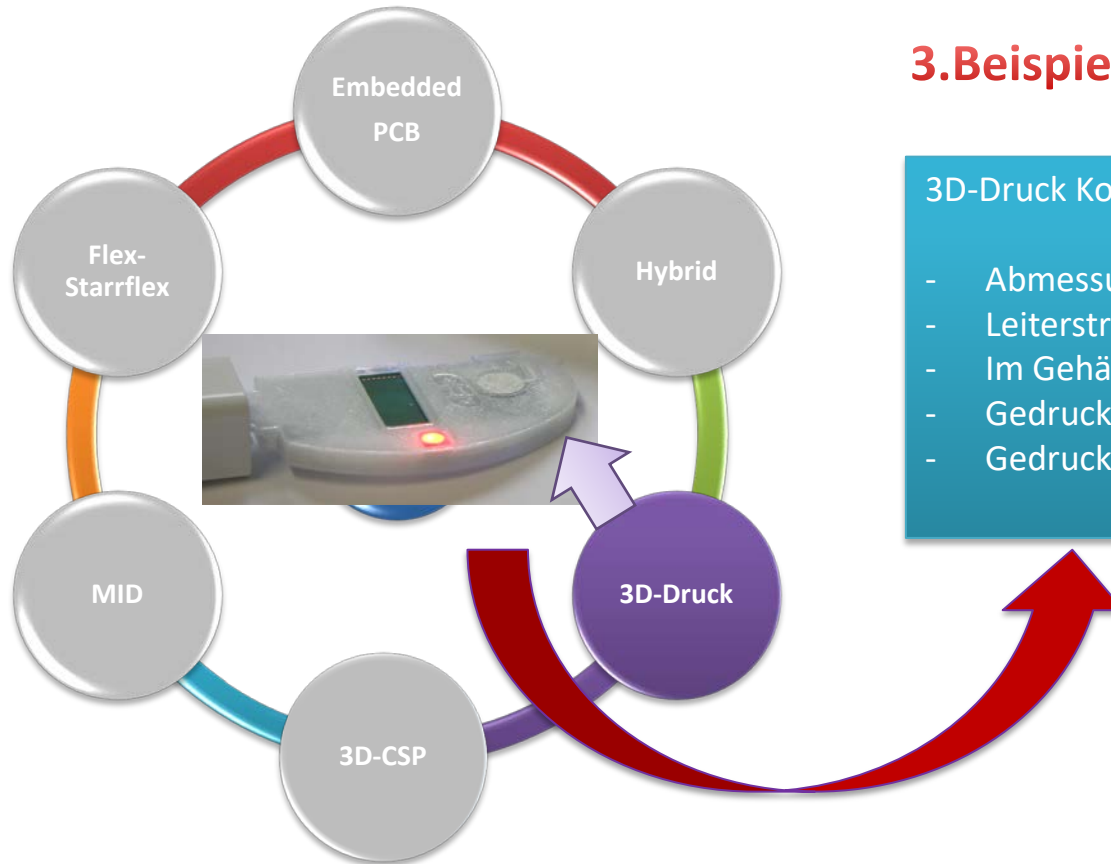 3.Beispie
Embedded
PCB
Flex-
Starrflex
Hybrid
MID
3D-Druck
3D-CSP
3D-Druck Ko
- Abmessu
- Leiterstr
- Im Gehä
- Gedruck
- Gedruck